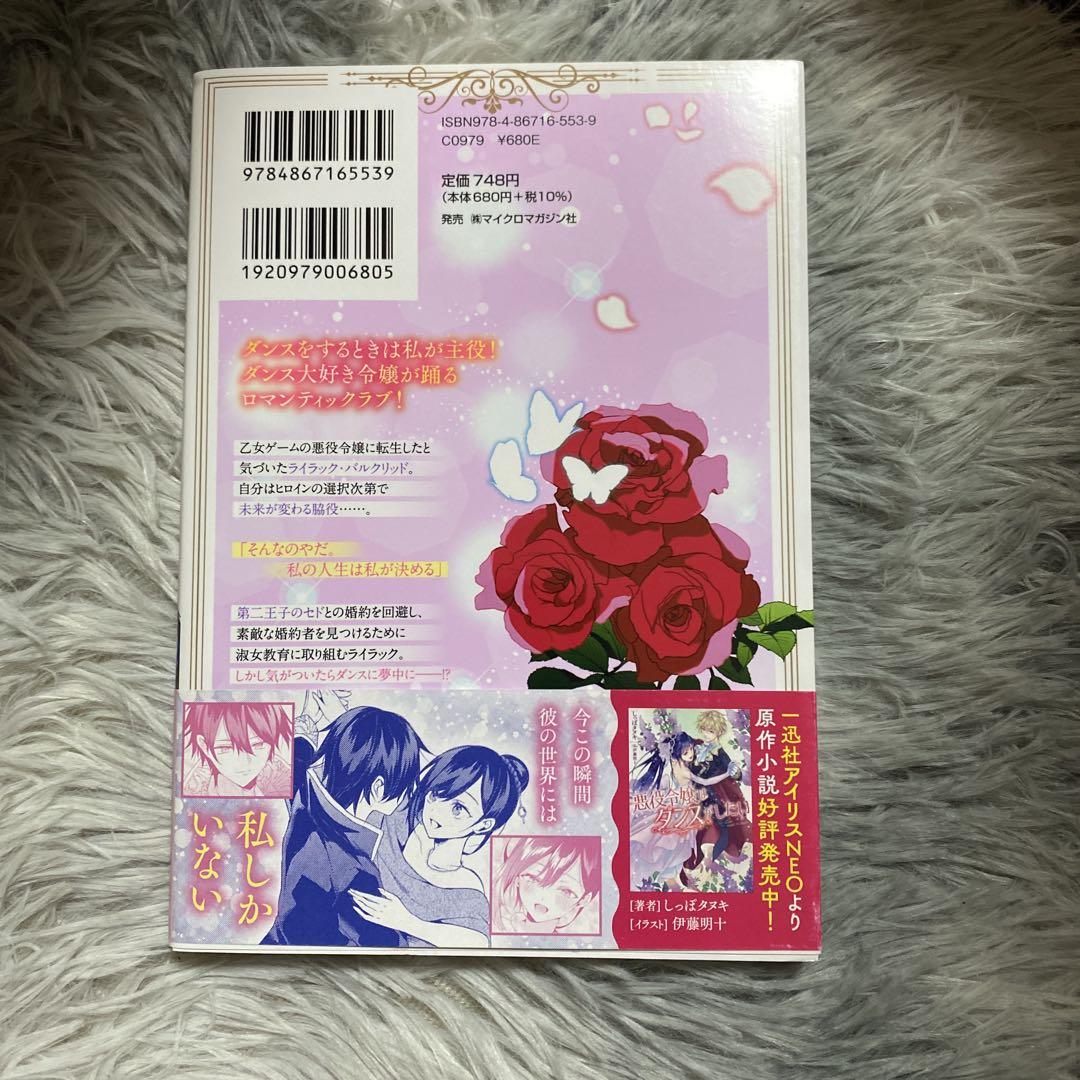 ISBN978-4-86716-553-9
C0979 ¥680E
9784867165539
定価748円
(本体680円+税10%)
発売 ㈱マイクロマガジン社
1920979006805
ダンスをするときは私が主役!
ダンス大好き令嬢が踊る
ロマンティックラブ!
乙女ゲームの悪役令嬢に転生したと
気づいたライラック・バルクリッド。
自分はヒロインの選択次第で
未来が変わる脇役……。
「そんなのやだ。
私の人生は私が決める」
第二王子のセドとの婚約を回避し、
素敵な婚約者を見つけるために
淑女教育に取り組むライラック。
しかし気がついたらダンスに夢中に──!?
今この瞬間
彼の世界には
私しか
いない
一迅社アイリスNEOより
原作小説好評発売中!
しっぽタヌキ
悪役令嬢は
ダンスがしたい
[著者]しっぽタヌキ
[イラスト]伊藤明十